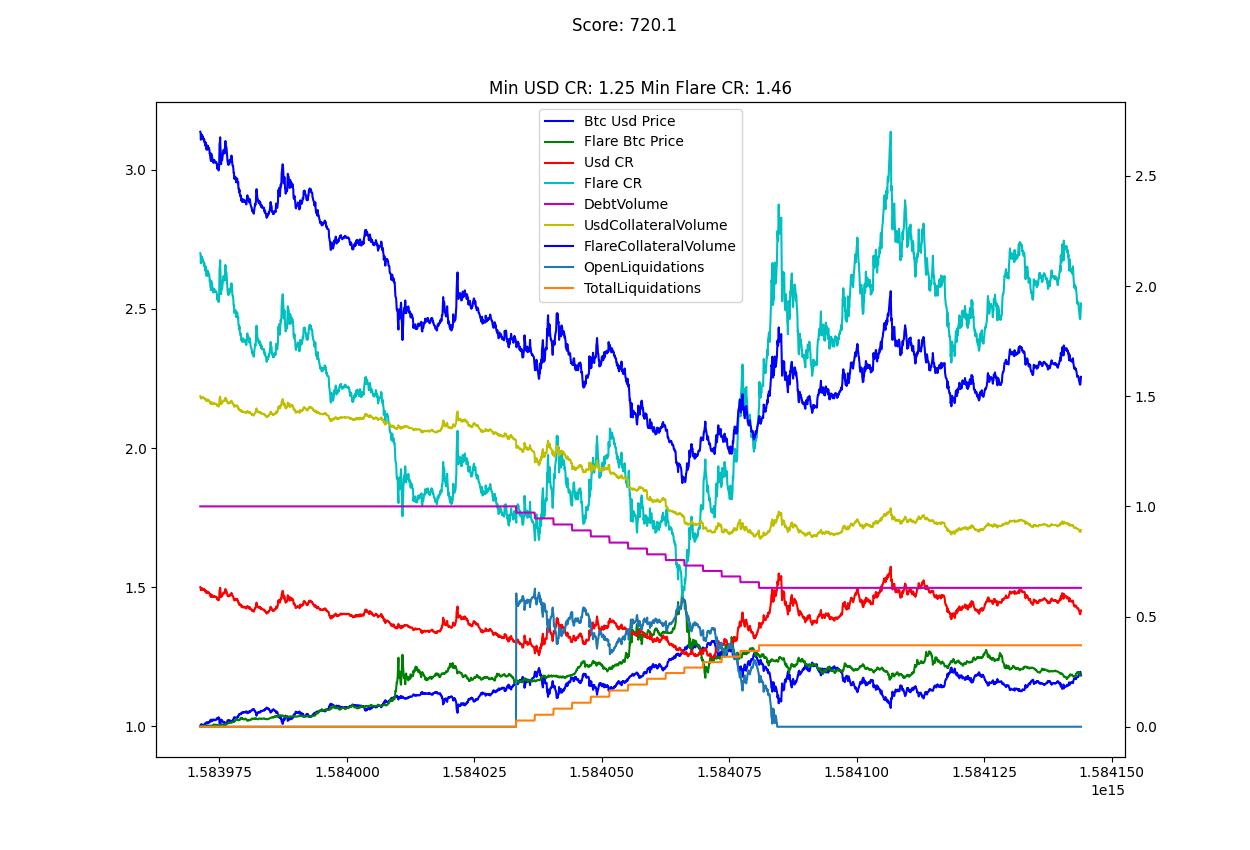 Score: 720.1
Min USD CR: 1.25 Min Flare CR: 1.46
Btc Usd Price
Flare Btc Price
Usd CR
Flare CR
DebtVolume
UsdCollateralVolume
FlareCollateralVolume
OpenLiquidations
TotalLiquidations
3.0
2.5
2.0
1.5
1.0
2.5
2.0
1.5
1.0
0.5
0.0
1.583975 1.584000 1.584025 1.584050 1.584075 1.584100 1.584125 1.584150
1e15